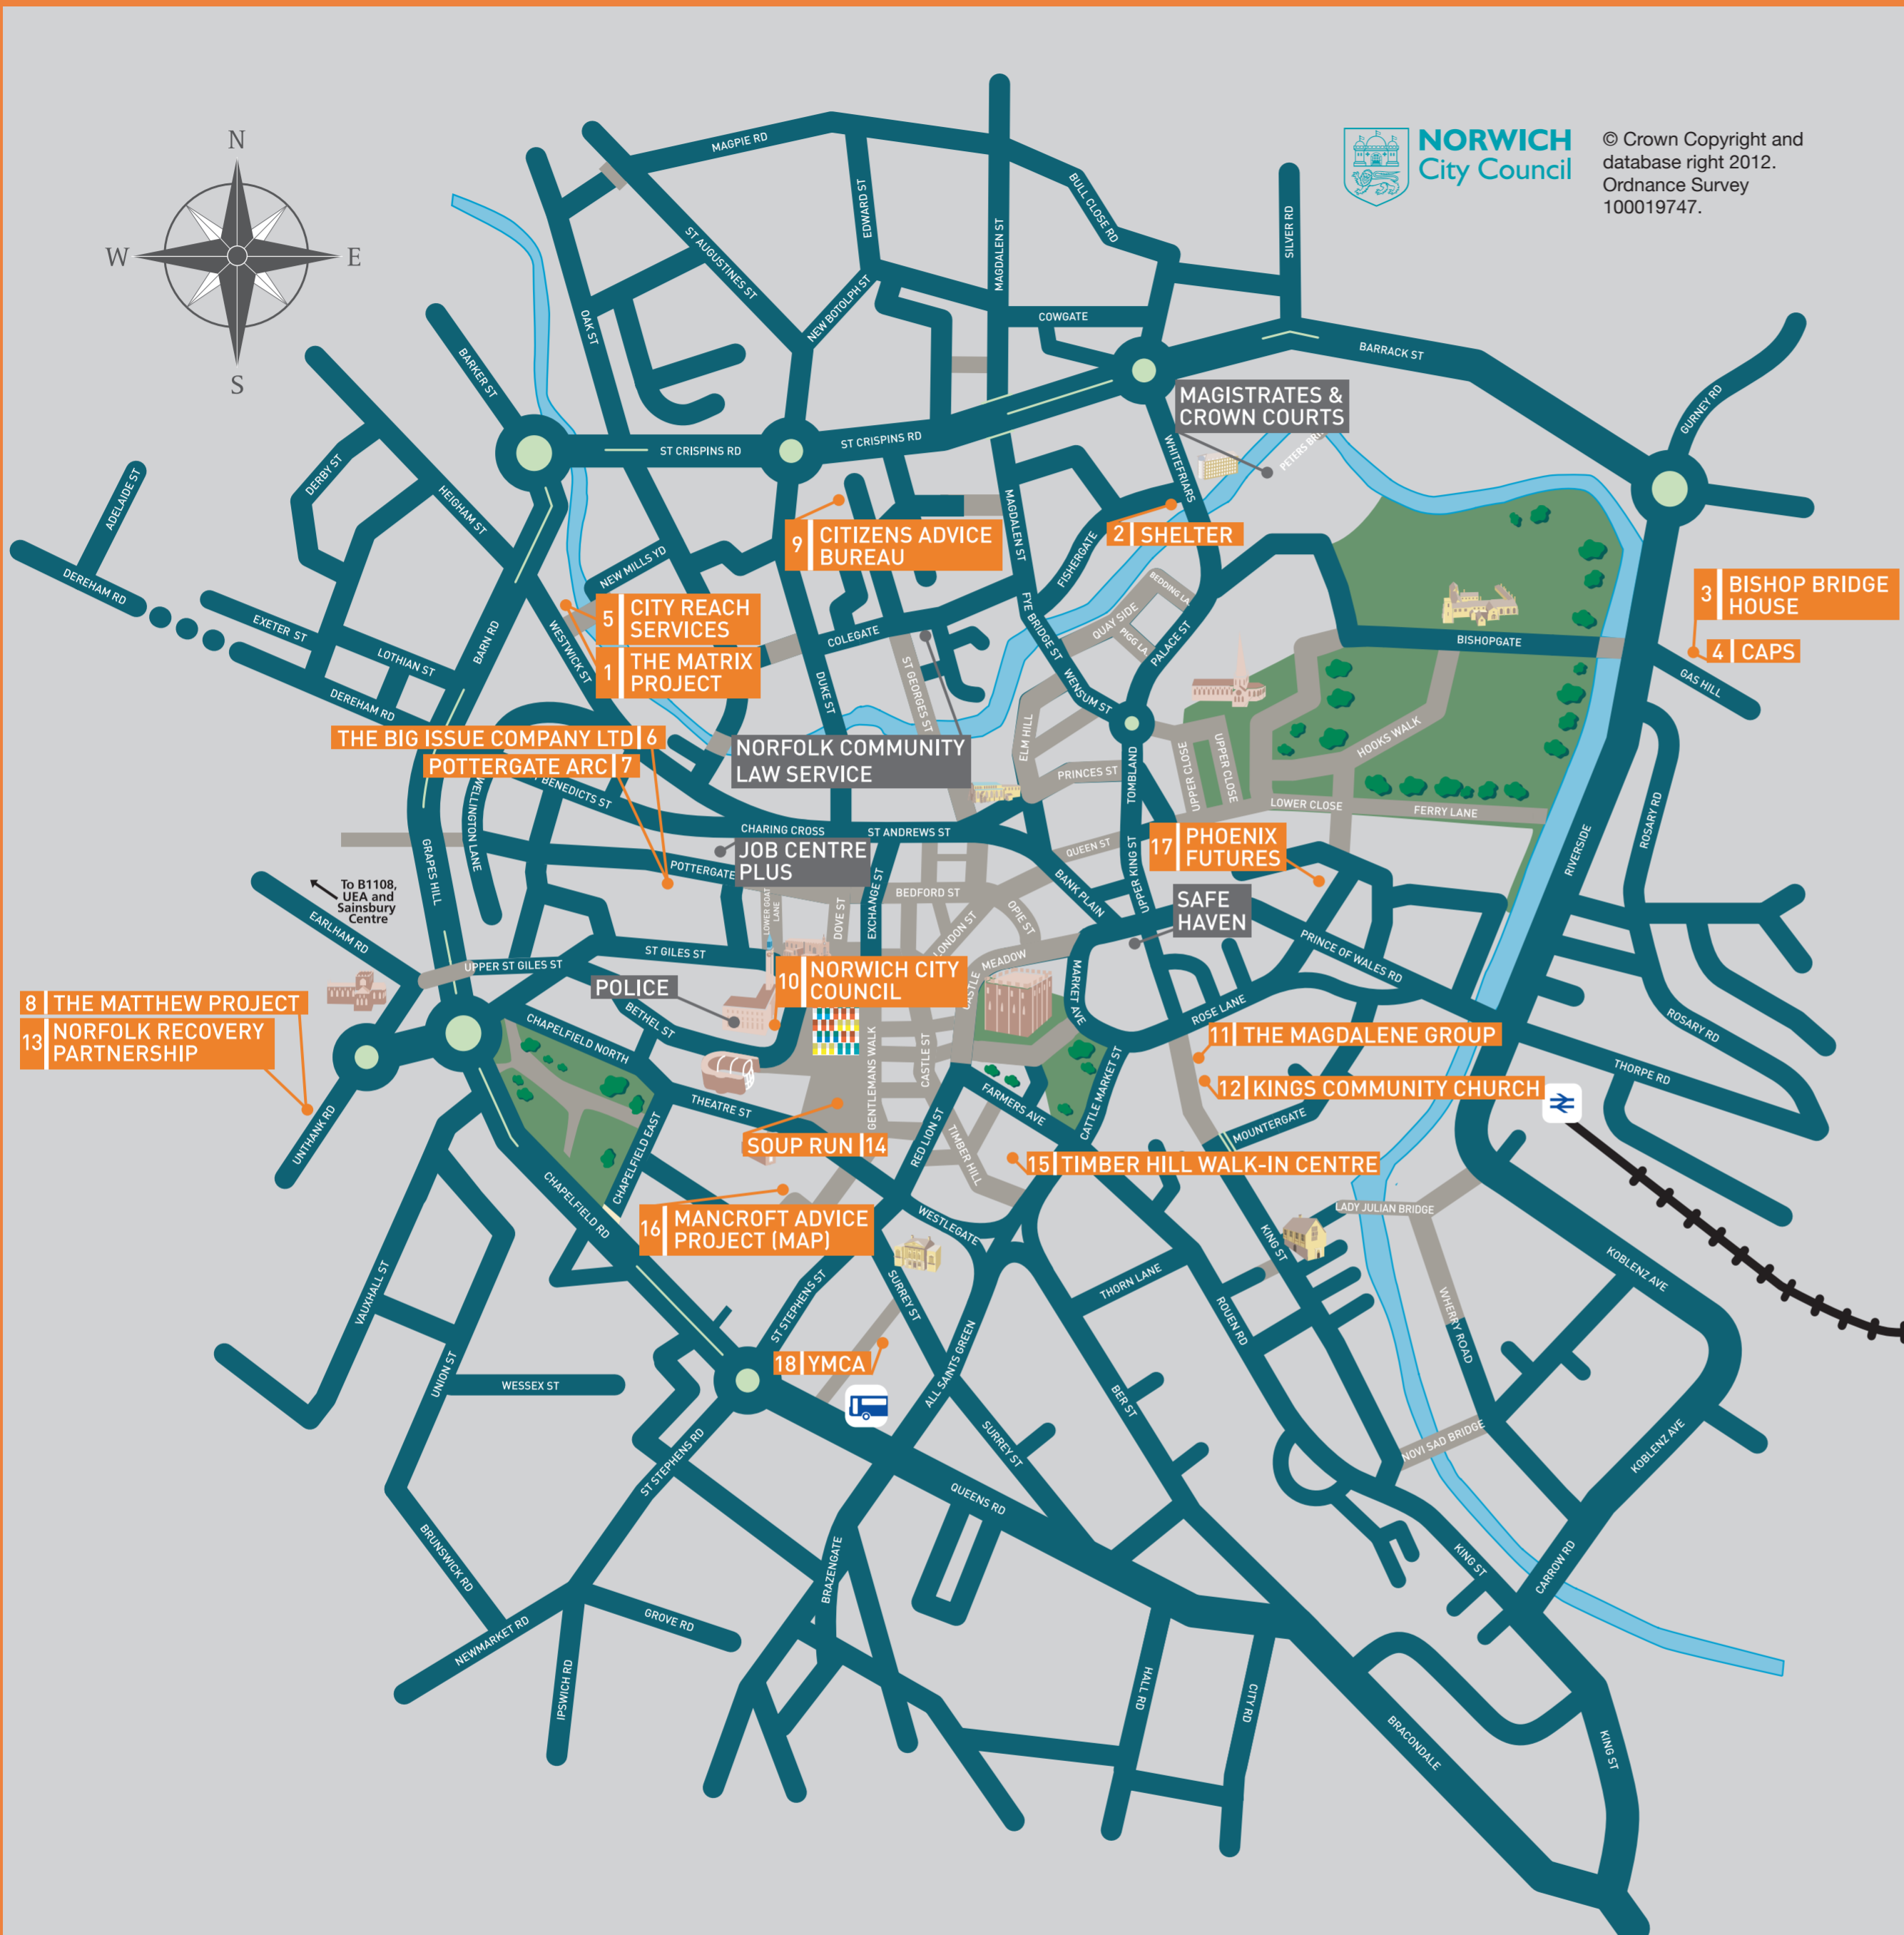 N
W
E
S
NORWICH
City Council
© Crown Copyright and
database right 2012.
Ordnance Survey
100019747.
MAGPIE RD
EDWARD ST
MAGDALEN ST
BULL CLOSE RD
SILVER RD
ST AUGUSTINES ST
NEW BOTOLPH ST
OAK ST
COWGATE
BARKER ST
BARRACK ST
GURNEY RD
MAGISTRATES &
CROWN COURTS
ST CRISPINS RD
ST CRISPINS RD
WHITEFRIARS
DERBY ST
HEIGHAM ST
ADELAIDE ST
MAGDALEN ST
2 SHELTER
9 CITIZENS ADVICE
BUREAU
FISHERGATE
NEW MILLS YD
DEREHAM RD
BEDDING LA
3 BISHOP BRIDGE
HOUSE
5 CITY REACH
SERVICES
EXETER ST
QUAY SIDE
PIGG LA
BARN RD
WESTWICK ST
COLEGATE
FYE BRIDGE ST
PALACE ST
BISHOPGATE
4 CAPS
1 THE MATRIX
PROJECT
LOTHIAN ST
GAS HILL
DEREHAM RD
DUKE ST
ST GEORGES ST
WENSUM ST
THE BIG ISSUE COMPANY LTD 6
POTTERGATE ARC 7
NORFOLK COMMUNITY
LAW SERVICE
ELM HILL
HOOKS WALK
PRINCES ST
TOMBLAND
UPPER CLOSE
UPPER CLOSE
BENEDICTS ST
WELLINGTON LANE
LOWER CLOSE
FERRY LANE
ROSARY RD
CHARING CROSS
ST ANDREWS ST
JOB CENTRE
PLUS
QUEEN ST
UPPER KING ST
17 PHOENIX
FUTURES
RIVERSIDE
GRAPES HILL
POTTERGATE
To B1108,
UEA and
Sainsbury
Centre
EARLHAM RD
BEDFORD ST
LOWER GOAT
LANE
DOVE ST
EXCHANGE ST
LONDON ST
OPIE ST
BANK PLAIN
SAFE
HAVEN
ST GILES ST
UPPER ST GILES ST
PRINCE OF WALES RD
CASTLE MEADOW
MARKET AVE
POLICE
10 NORWICH CITY
COUNCIL
8 THE MATTHEW PROJECT
13 NORFOLK RECOVERY
PARTNERSHIP
BETHEL ST
CHAPELFIELD NORTH
ROSE LANE
ROSARY RD
11 THE MAGDALENE GROUP
12 KINGS COMMUNITY CHURCH
THORPE RD
GENTLEMANS WALK
CASTLE ST
CATTLE MARKET ST
FARMERS AVE
THEATRE ST
UNTHANK RD
CHAPELFIELD EAST
SOUP RUN 14
RED LION ST
TIMBER HILL
MOUNTERGATE
15 TIMBER HILL WALK-IN CENTRE
16 MANCROFT ADVICE
PROJECT (MAP)
CHAPELFIELD RD
WESTLEGATE
KING ST
LADY JULIAN BRIDGE
VAUXHALL ST
ST STEPHENS ST
SURREY ST
THORN LANE
ROUEN RD
WHERRY ROAD
KOBLENZ AVE
18 YMCA
UNION ST
WESSEX ST
ALL SAINTS GREEN
BER ST
SURREY ST
NOVI SAD BRIDGE
KOBLENZ AVE
ST STEPHENS RD
QUEENS RD
BRUNSWICK RD
BRAZENGATE
KING ST
CARROW RD
NEWMARKET RD
GROVE RD
IPSWICH RD
HALL RD
CITY RD
BRACONDALE
KING ST